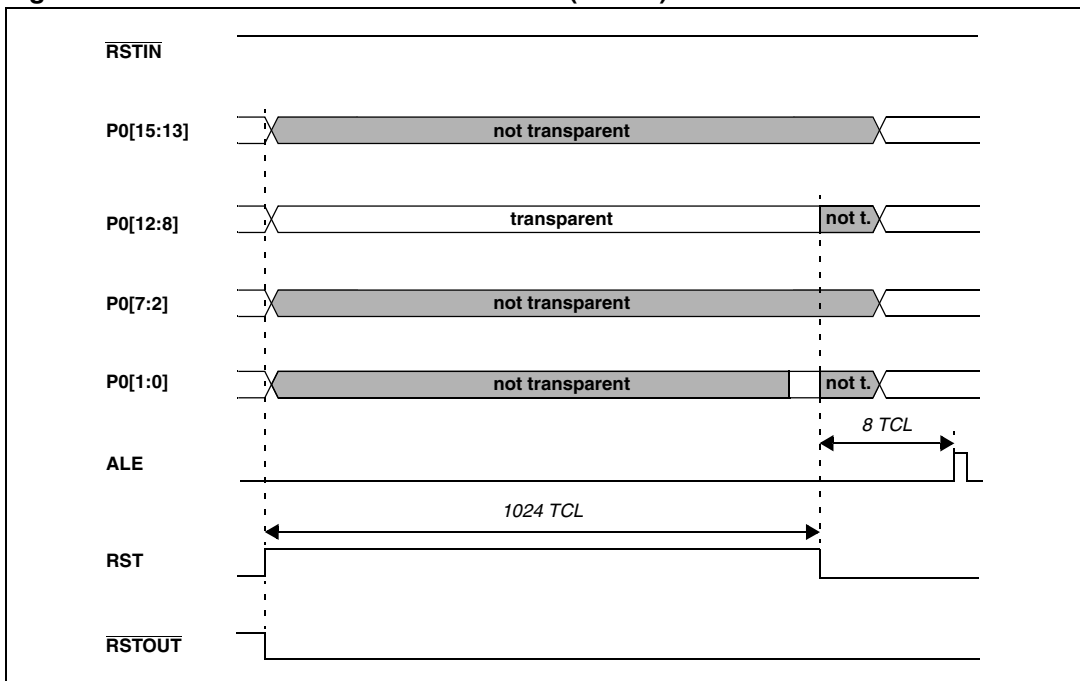 RSTIN
P0[15:13]
not transparent
P0[12:8]
transparent
not t.
P0[7:2]
not transparent
P0[1:0]
not transparent
not t.
8 TCL
ALE
1024 TCL
RST
RSTOUT